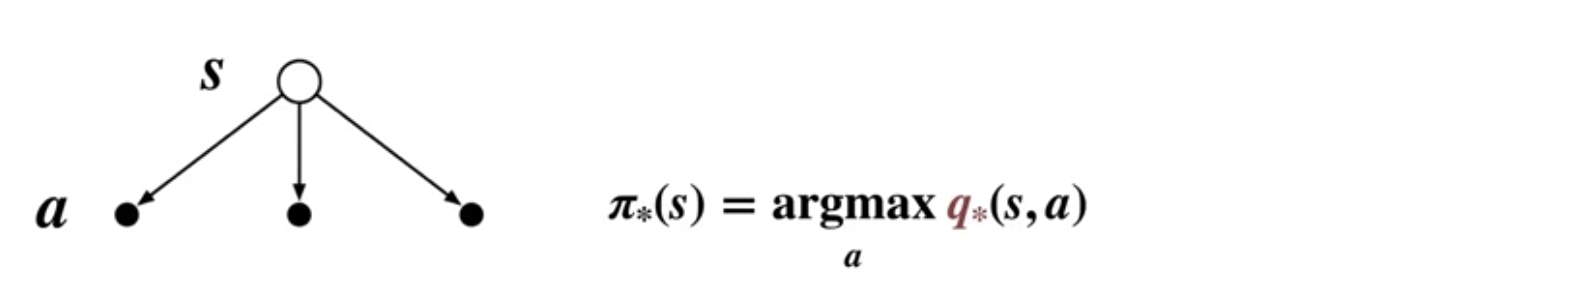 s
a
π*(s) = argmax q*(s, a)
a